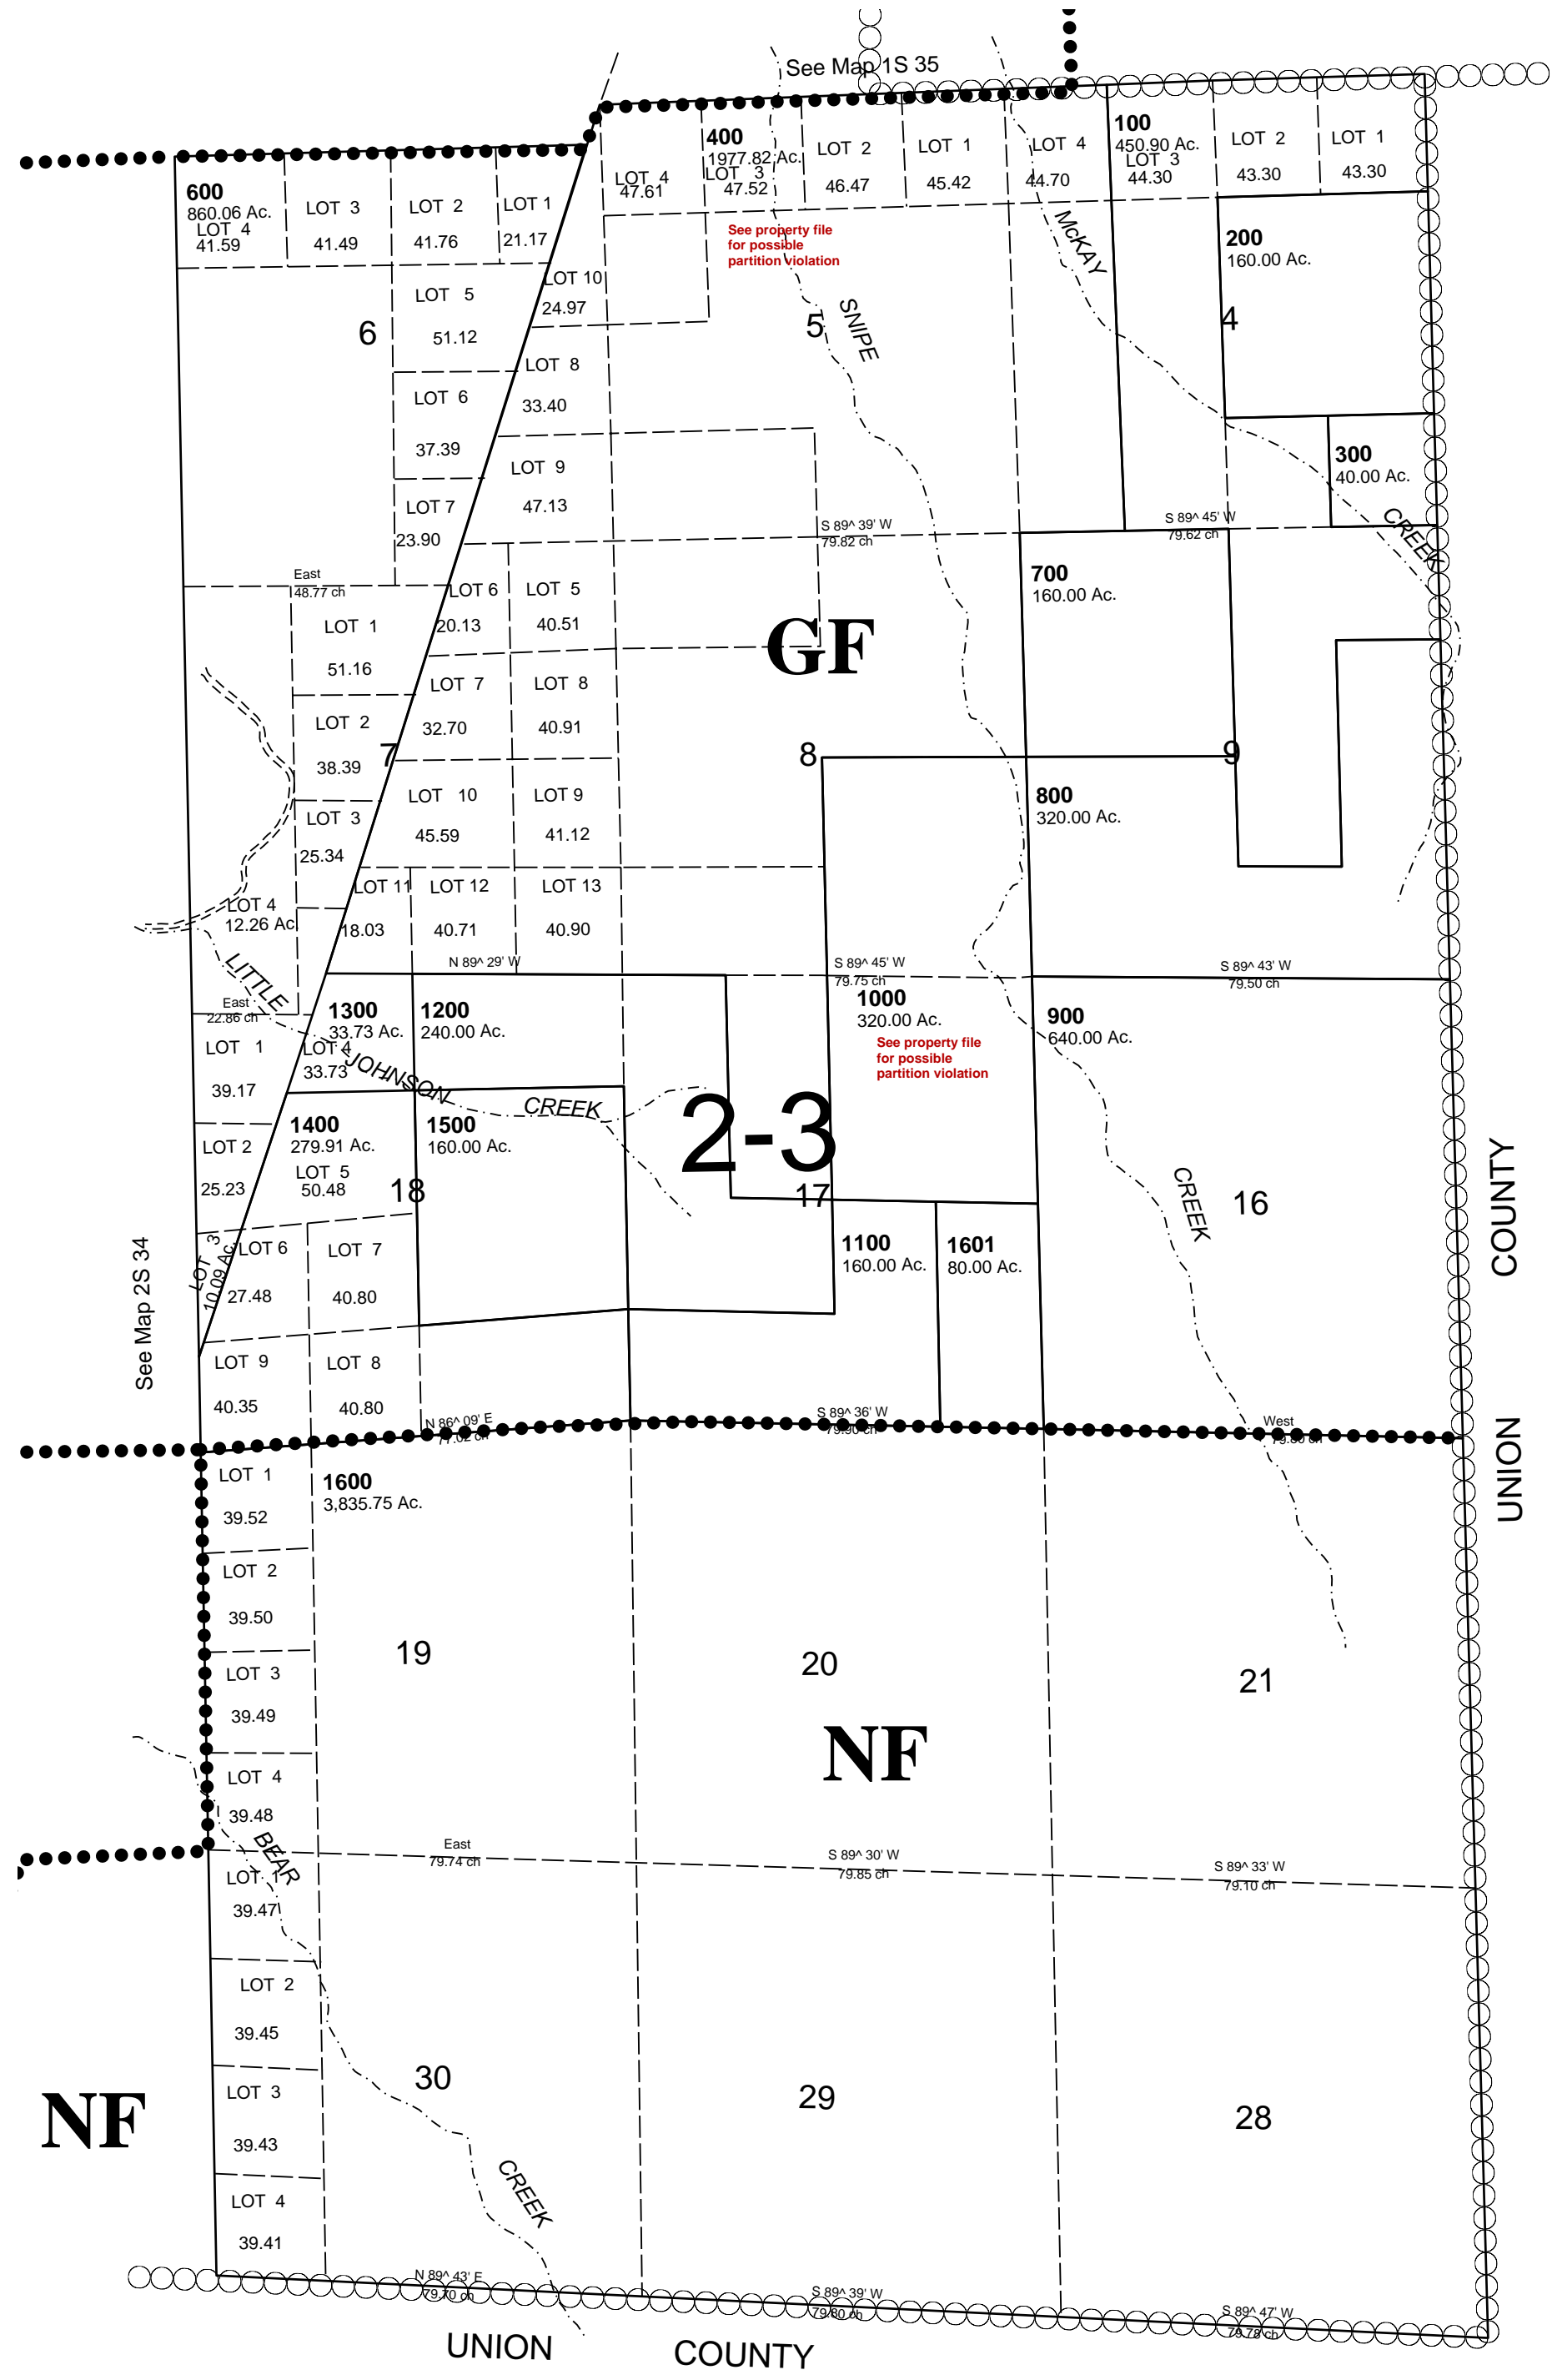 See Map 1S 35
400
1977.82 Ac.
LOT 3
47.52
LOT 4
47.61
LOT 2
46.47
LOT 1
45.42
LOT 4
44.70
100
450.90 Ac.
LOT 3
44.30
LOT 2
43.30
LOT 1
43.30
600
860.06 Ac.
LOT 4
41.59
LOT 3
41.49
LOT 2
41.76
LOT 1
21.17
See property file
for possible
partition violation
McKAY
200
160.00 Ac.
LOT 10
24.97
LOT 5
51.12
6
5
SNIPE
4
LOT 8
33.40
LOT 6
37.39
300
40.00 Ac.
LOT 9
47.13
LOT 7
23.90
S 89^ 39' W
79.82 ch
S 89^ 45' W
79.62 ch
CREEK
East
48.77 ch
LOT 6
20.13
LOT 5
40.51
700
160.00 Ac.
LOT 1
51.16
GF
LOT 7
32.70
LOT 8
40.91
LOT 2
38.39
7
8
9
LOT 10
45.59
LOT 9
41.12
800
320.00 Ac.
LOT 3
25.34
LOT 11
18.03
LOT 12
40.71
LOT 13
40.90
LOT 4
12.26 Ac
LITTLE
N 89^ 29' W
S 89^ 45' W
79.75 ch
S 89^ 43' W
79.50 ch
East
22.86 ch
1300
33.73 Ac.
LOT 4
33.73
1200
240.00 Ac.
1000
320.00 Ac.
See property file
for possible
partition violation
900
640.00 Ac.
LOT 1
39.17
JOHNSON
CREEK
2-3
1400
279.91 Ac.
LOT 5
50.48
1500
160.00 Ac.
LOT 2
25.23
18
17
CREEK
16
COUNTY
LOT 3
10.09 Ac.
LOT 6
27.48
LOT 7
40.80
1100
160.00 Ac.
1601
80.00 Ac.
See Map 2S 34
LOT 9
40.35
LOT 8
40.80
N 86^ 09' E
77.02 ch
S 89^ 36' W
79.90 ch
West
79.80 ch
UNION
LOT 1
39.52
1600
3,835.75 Ac.
LOT 2
39.50
19
20
21
LOT 3
39.49
NF
LOT 4
39.48
BEAR
East
79.74 ch
S 89^ 30' W
79.85 ch
S 89^ 33' W
79.10 ch
LOT 1
39.47
LOT 2
39.45
30
29
28
NF
LOT 3
39.43
CREEK
LOT 4
39.41
N 89^ 43' E
79.70 ch
S 89^ 39' W
79.80 ch
S 89^ 47' W
79.78 ch
UNION COUNTY